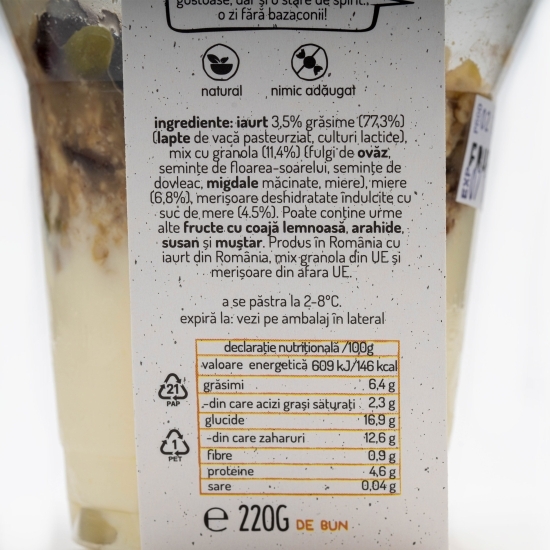 gustoase, dar și o stare de spirit...
o zi fără bazaconii!
natural
nimic adăugat
ingrediente: iaurt 3,5% grăsime (77,3%)
(lapte de vacă pasteurizat, culturi lactice),
mix cu granola (11,4%) (fulgi de ovăz,
semințe de floarea-soarelui, semințe de
dovleac, migdale măcinate, miere), miere
(6,8%), merișoare deshidratate îndulcite cu
suc de mere (4.5%). Poate conține urme
alte fructe cu coajă lemnoasă, arahide,
susan și muștar. Produs în România cu
iaurt din România, mix granola din UE și
merișoare din afara UE.
a se păstra la 2-8°C.
expiră la: vezi pe ambalaj în lateral
declarație nutrițională /100g
valoare energetică 609 kJ/146 kcal
grăsimi 6,4 g
-din care acizi grași săturați 2,3 g
glucide 16,9 g
-din care zaharuri 12,6 g
fibre 0,9 g
proteine 4,6 g
sare 0,04 g
21
PAP
1
PET
e 220G DE BUN